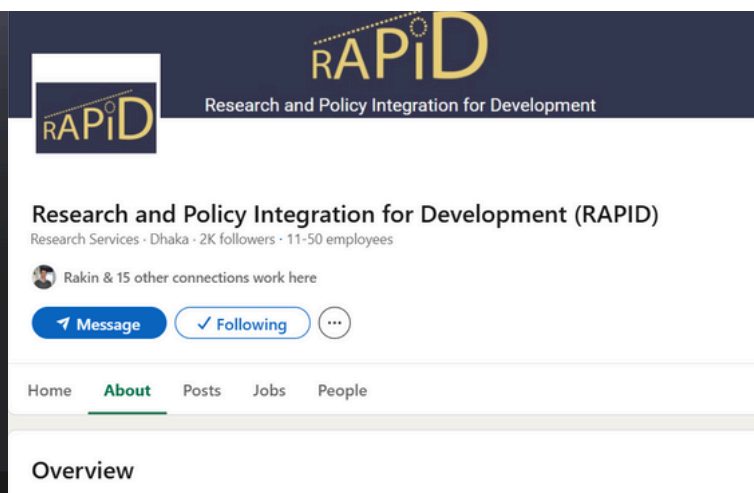 RAPiD
Research and Policy Integration for Development
RAPiD
Research and Policy Integration for Development (RAPID)
Research Services · Dhaka · 2K followers · 11-50 employees
Rakin & 15 other connections work here
Message
Following
Home About Posts Jobs People
Overview